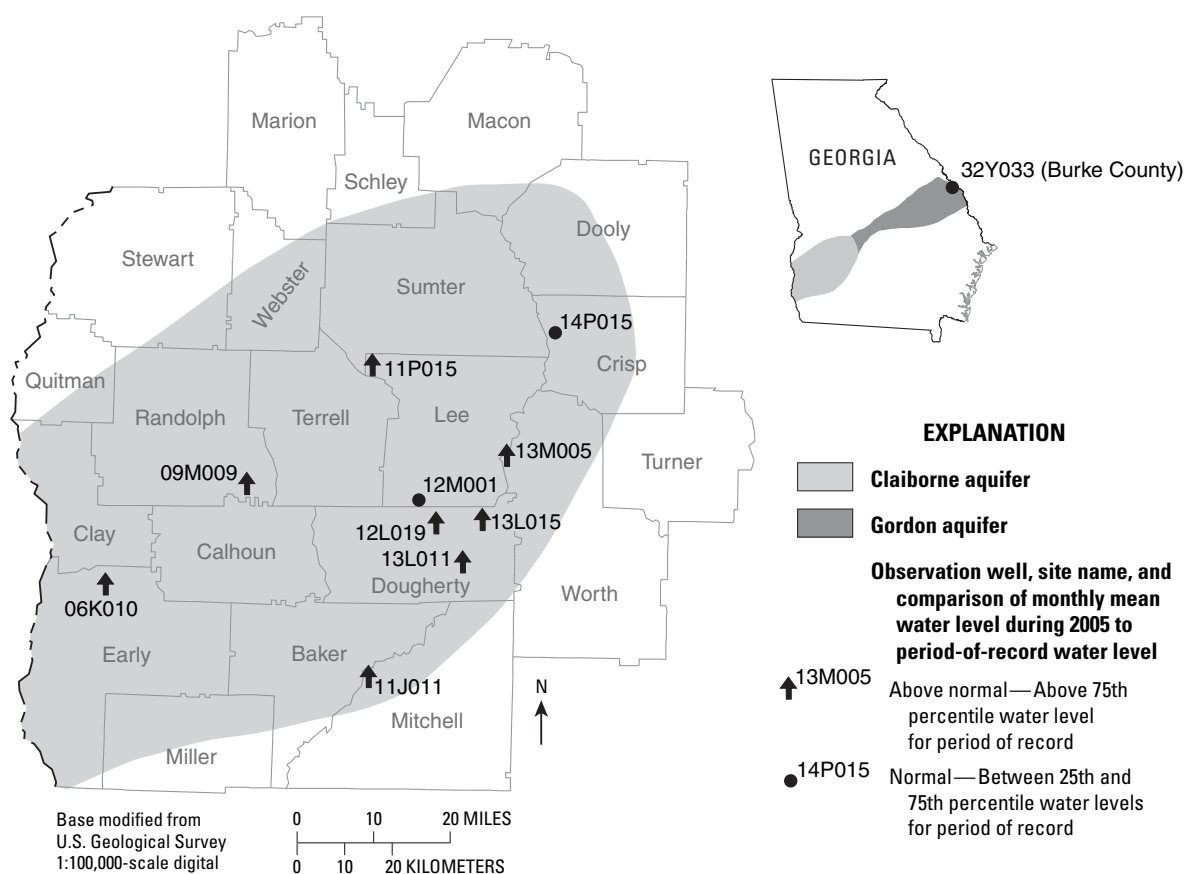 Marion
Macon
Schley
GEORGIA
32Y033 (Burke County)
Dooly
Stewart
Webster
Sumter
14P015
Crisp
11P015
Quitman
Randolph
Terrell
Lee
13M005
Turner
09M009
12M001
12L019
13L015
Clay
Calhoun
13L011
Dougherty
Worth
06K010
Early
Baker
11J011
Mitchell
Miller
N
EXPLANATION
Claiborne aquifer
Gordon aquifer
Observation well, site name, and
comparison of monthly mean
water level during 2005 to
period-of-record water level
13M005
Above normal—Above 75th
percentile water level
for period of record
14P015
Normal—Between 25th and
75th percentile water levels
for period of record
Base modified from
U.S. Geological Survey
1:100,000-scale digital
0 10 20 MILES
0 10 20 KILOMETERS